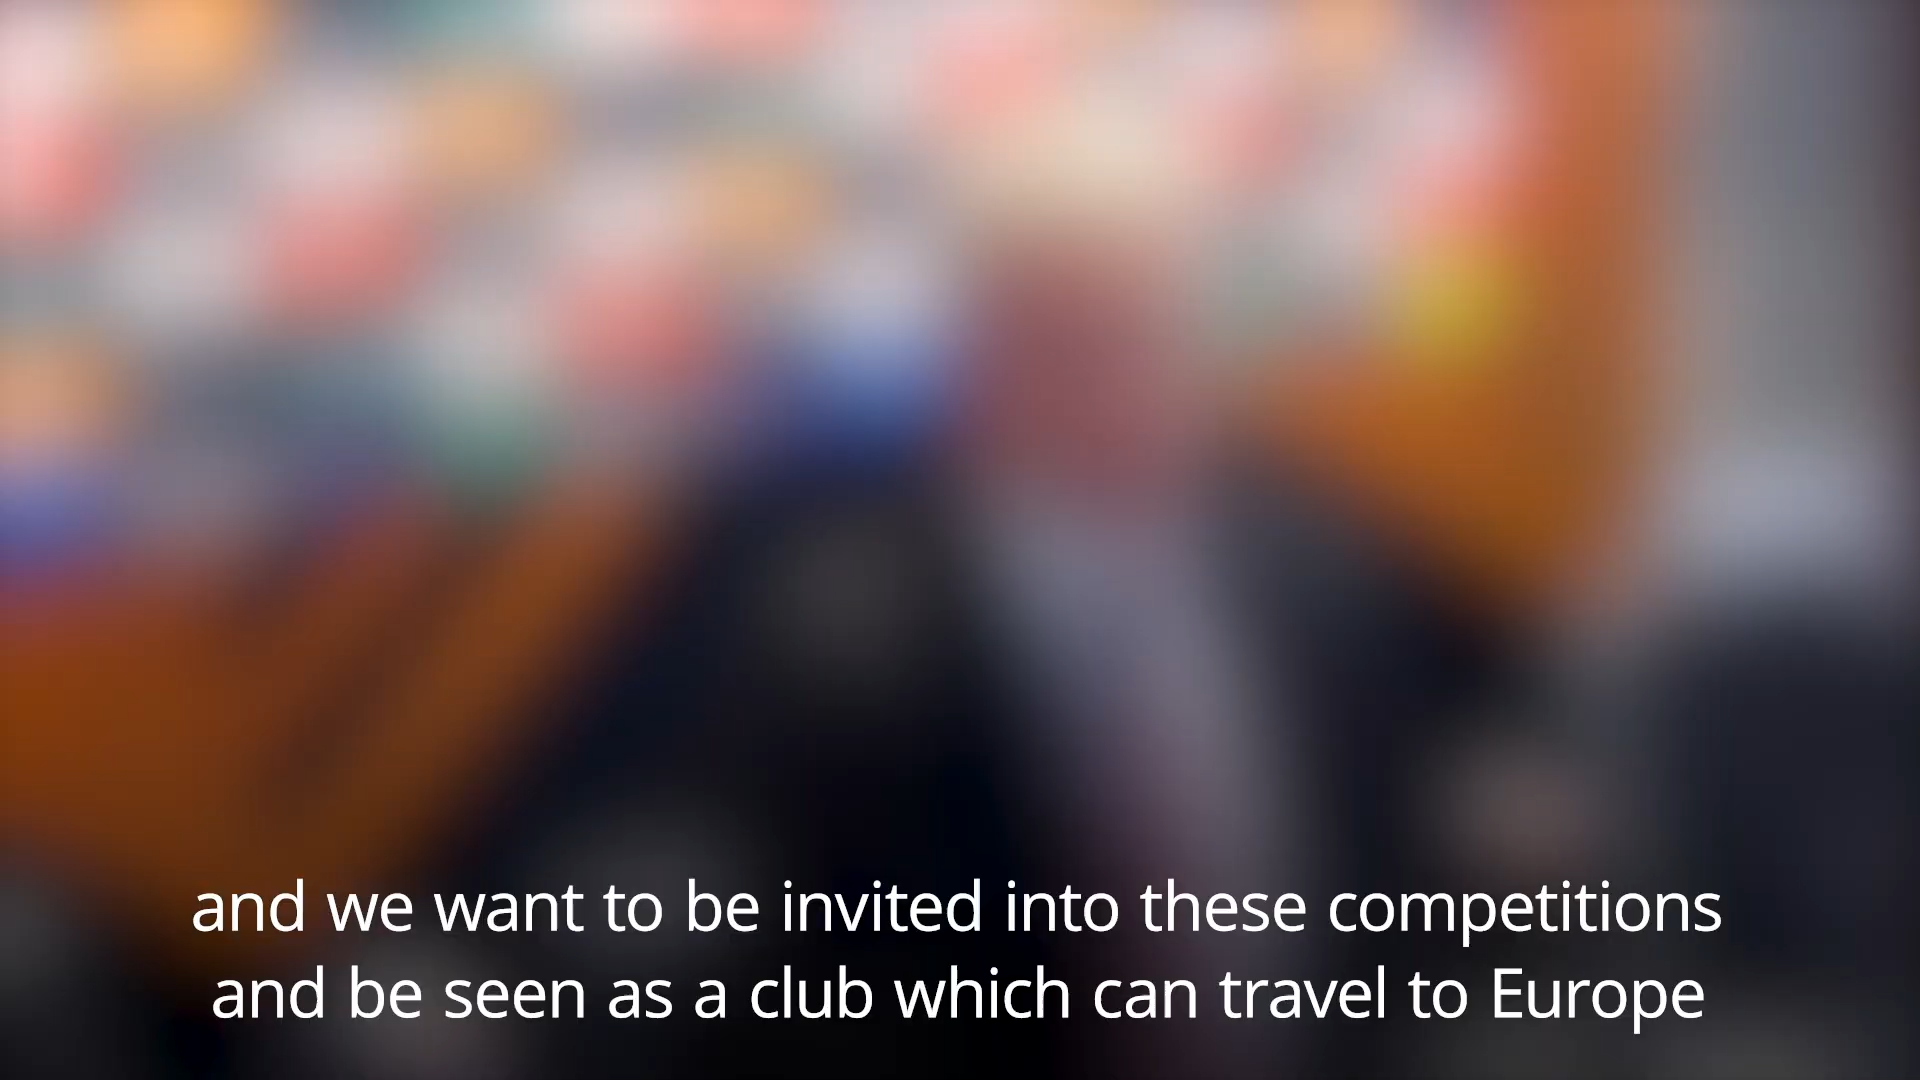 and we want to be invited into these competitions
and be seen as a club which can travel to Europe